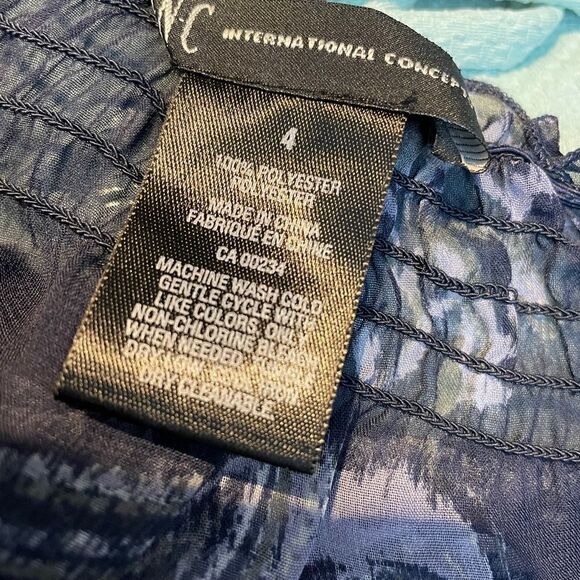 N·C INTERNATIONAL CONCEP
4
100% POLYESTER
POLYESTER
MADE IN CHINA
FABRIQUÉ EN CHINE
CA 00234
MACHINE WASH COLD
GENTLE CYCLE WITH
LIKE COLORS, ONLY
NON-CHLORINE BLEACH
WHEN NEEDED,
DRY
DRY CLEANABLE